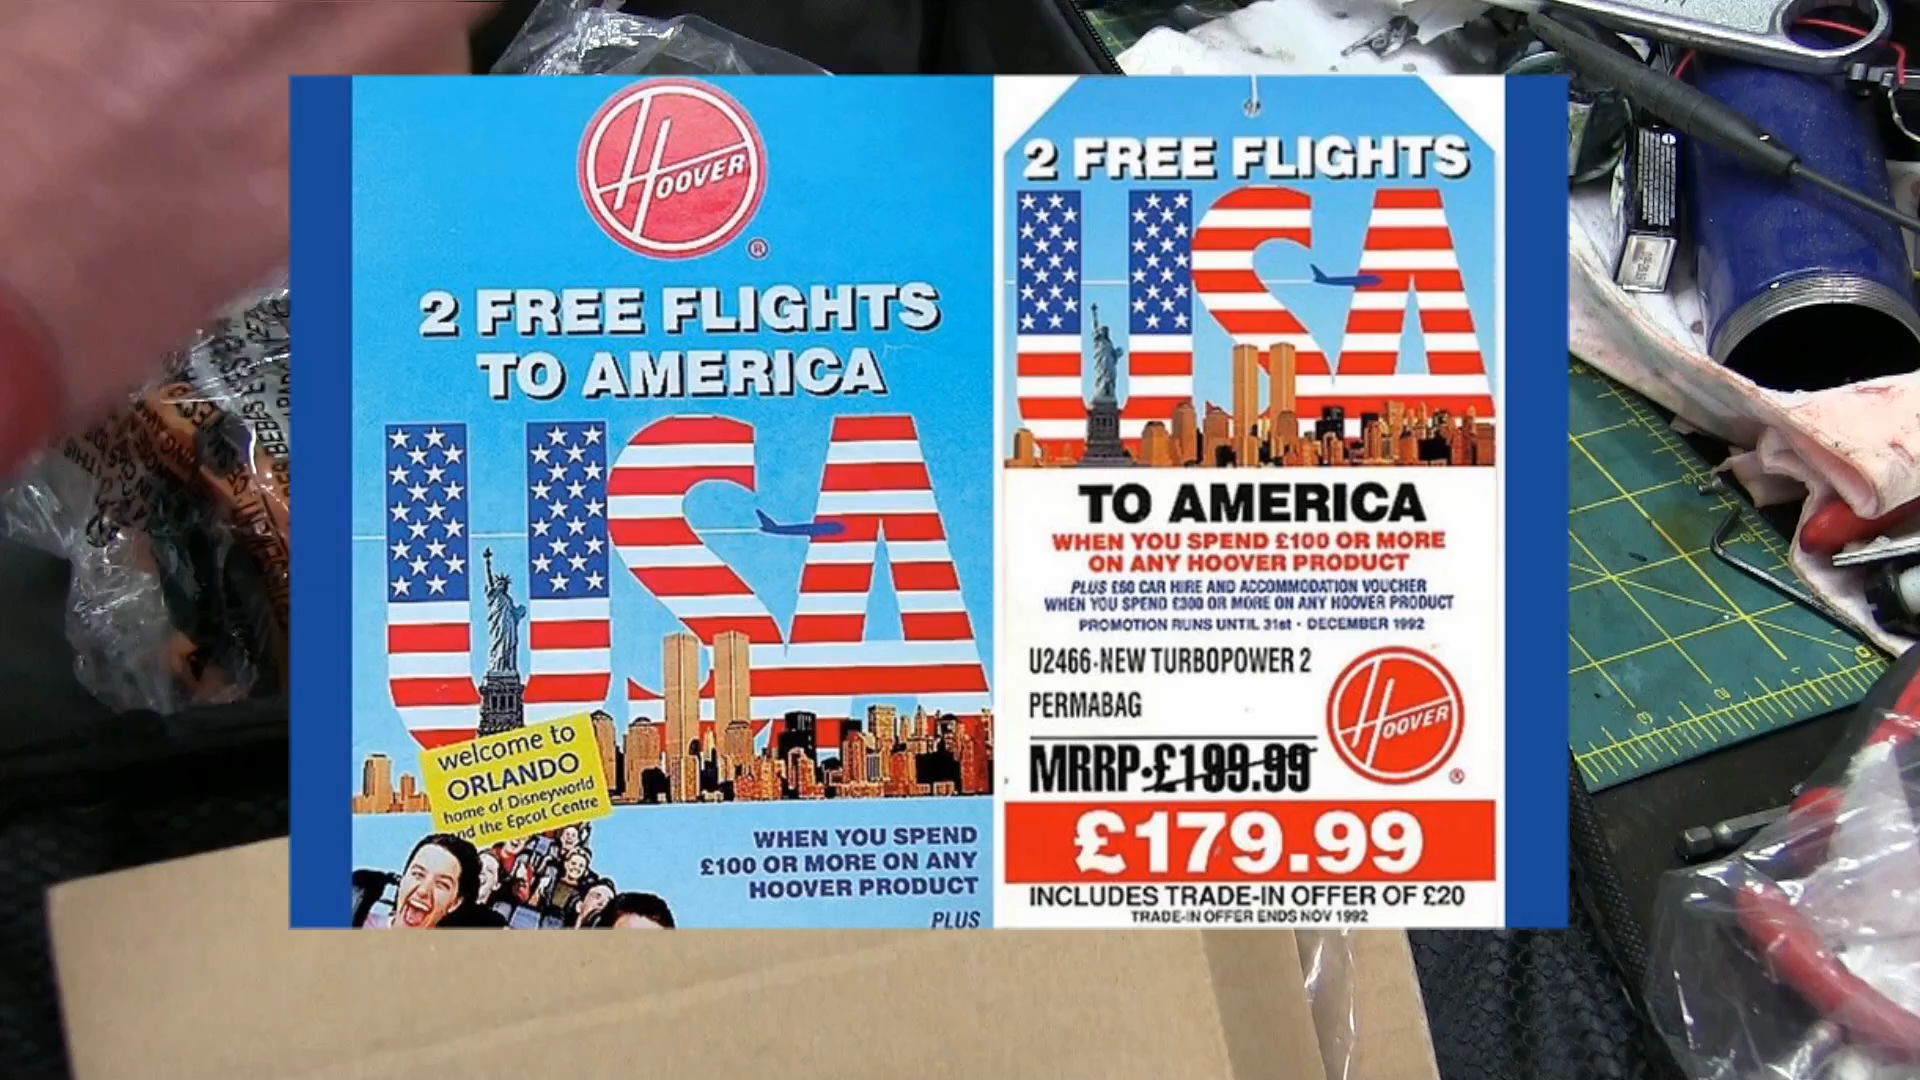 HOOVER
®
2 FREE FLIGHTS
TO AMERICA
USA
welcome to
ORLANDO
home of Disneyworld
and the Epcot Centre
WHEN YOU SPEND
£100 OR MORE ON ANY
HOOVER PRODUCT
PLUS
2 FREE FLIGHTS
USA
TO AMERICA
WHEN YOU SPEND £100 OR MORE
ON ANY HOOVER PRODUCT
PLUS £60 CAR HIRE AND ACCOMMODATION VOUCHER
WHEN YOU SPEND £300 OR MORE ON ANY HOOVER PRODUCT
PROMOTION RUNS UNTIL 31st · DECEMBER 1992
U2466·NEW TURBOPOWER 2
PERMABAG
HOOVER
®
MRRP·£199.99
£179.99
INCLUDES TRADE-IN OFFER OF £20
TRADE-IN OFFER ENDS NOV 1992